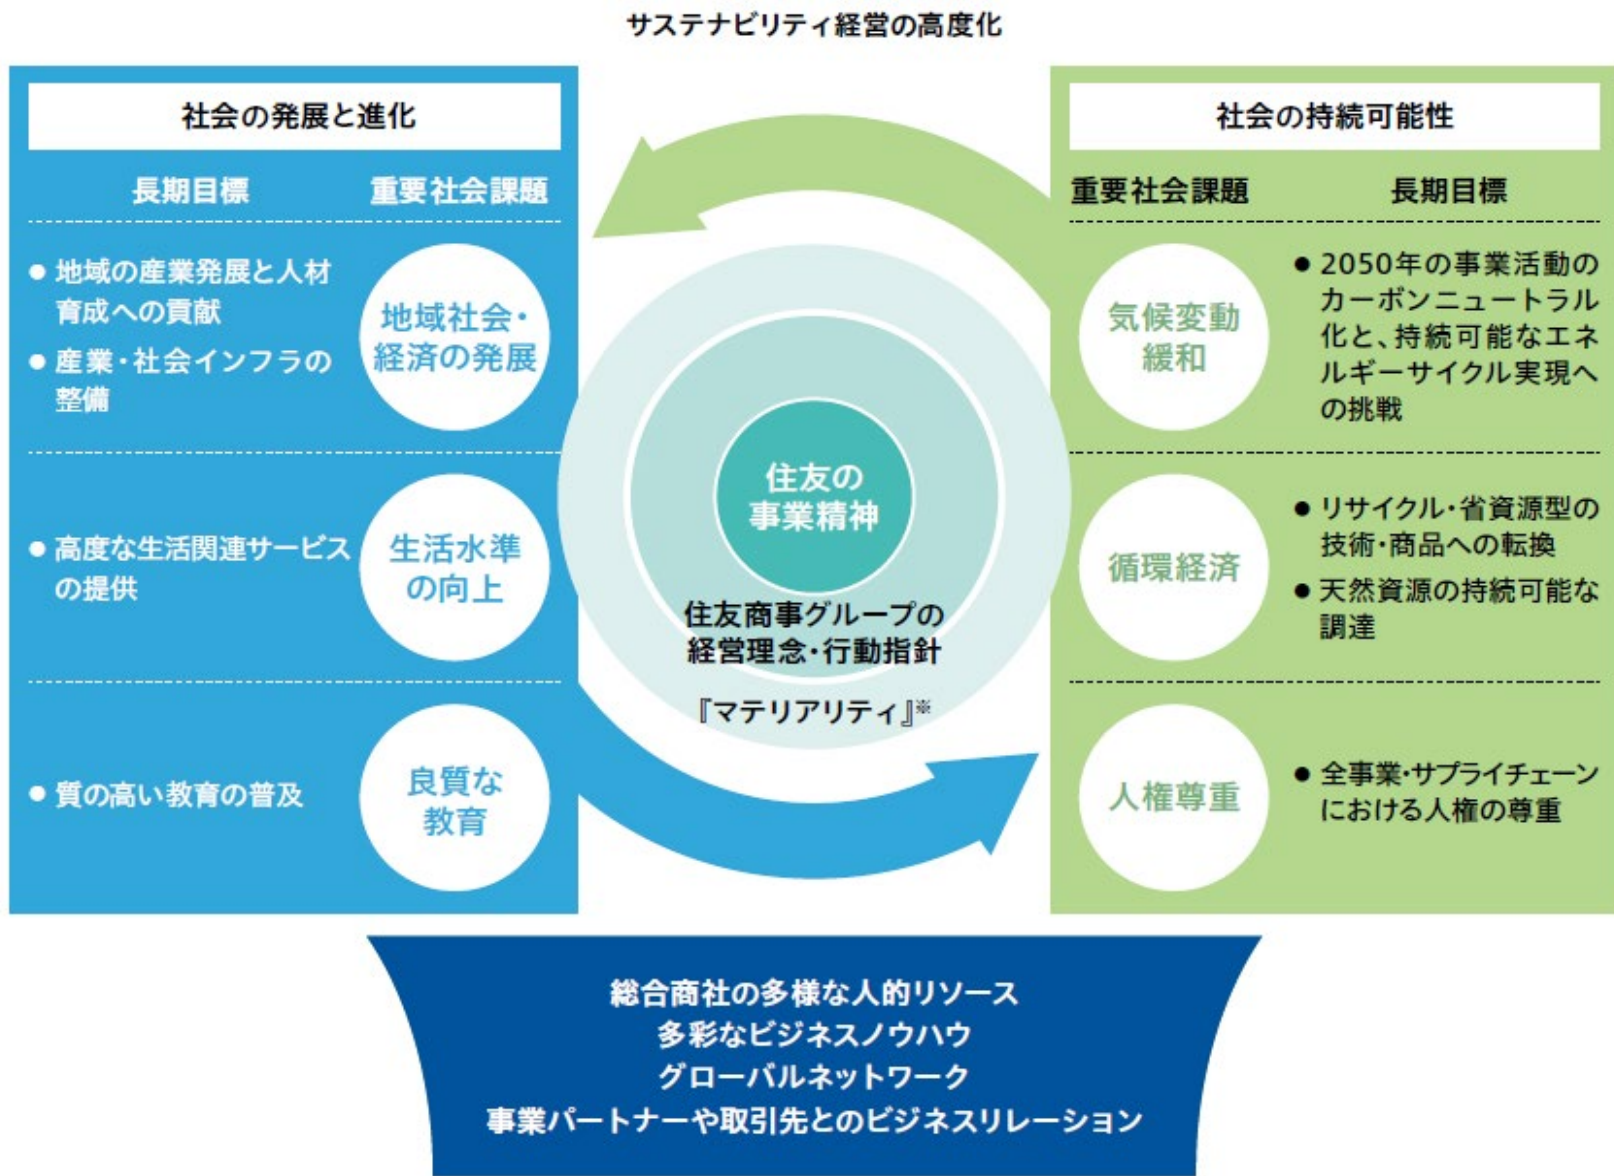 サステナビリティ経営の高度化
社会の発展と進化
長期目標
重要社会課題
● 地域の産業発展と人材
育成への貢献
● 産業・社会インフラの
整備
地域社会・
経済の発展
● 高度な生活関連サービス
の提供
生活水準
の向上
● 質の高い教育の普及
良質な
教育
住友の
事業精神
住友商事グループの
経営理念・行動指針
『マテリアリティ』※
社会の持続可能性
重要社会課題
長期目標
気候変動
緩和
● 2050年の事業活動の
カーボンニュートラル
化と、持続可能なエネ
ルギーサイクル実現へ
の挑戦
循環経済
● リサイクル・省資源型の
技術・商品への転換
● 天然資源の持続可能な
調達
人権尊重
● 全事業・サプライチェーン
における人権の尊重
総合商社の多様な人的リソース
多彩なビジネスノウハウ
グローバルネットワーク
事業パートナーや取引先とのビジネスリレーション